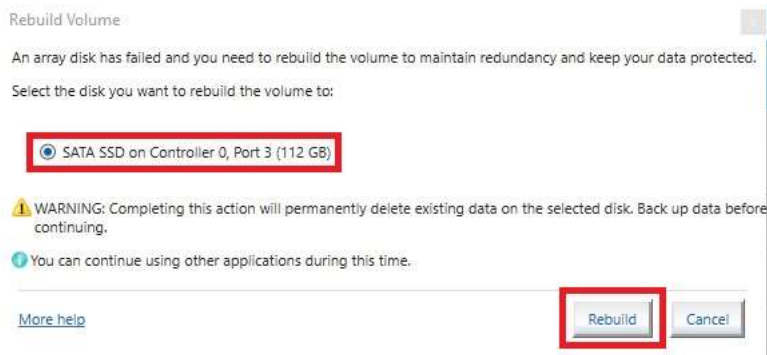 Rebuild Volume
An array disk has failed and you need to rebuild the volume to maintain redundancy and keep your data protected.
Select the disk you want to rebuild the volume to:
SATA SSD on Controller 0, Port 3 (112 GB)
WARNING: Completing this action will permanently delete existing data on the selected disk. Back up data before
continuing.
You can continue using other applications during this time.
More help
Rebuild
Cancel